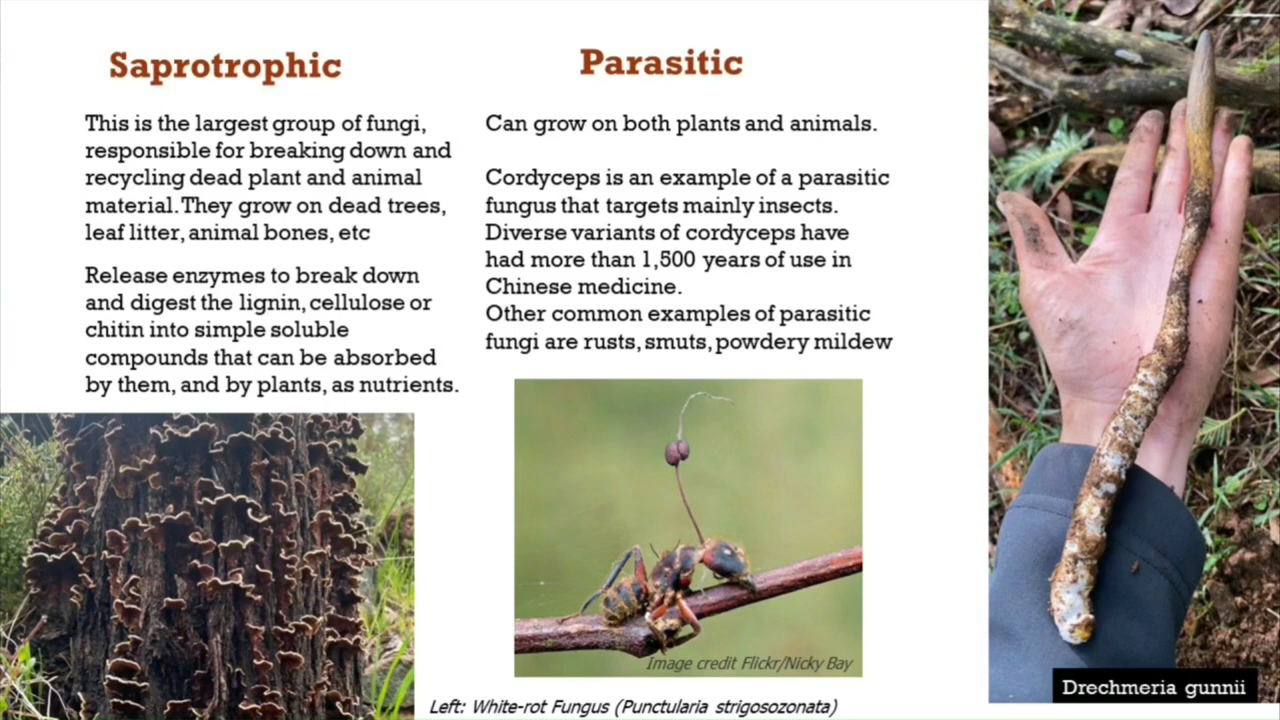 Saprotrophic
This is the largest group of fungi,
responsible for breaking down and
recycling dead plant and animal
material. They grow on dead trees,
leaf litter, animal bones, etc
Release enzymes to break down
and digest the lignin, cellulose or
chitin into simple soluble
compounds that can be absorbed
by them, and by plants, as nutrients.
Parasitic
Can grow on both plants and animals.
Cordyceps is an example of a parasitic
fungus that targets mainly insects.
Diverse variants of cordyceps have
had more than 1,500 years of use in
Chinese medicine.
Other common examples of parasitic
fungi are rusts, smuts, powdery mildew
Image credit Flickr/Nicky Bay
Left: White-rot Fungus (Punctularia strigosozonata)
Drechmeria gunnii